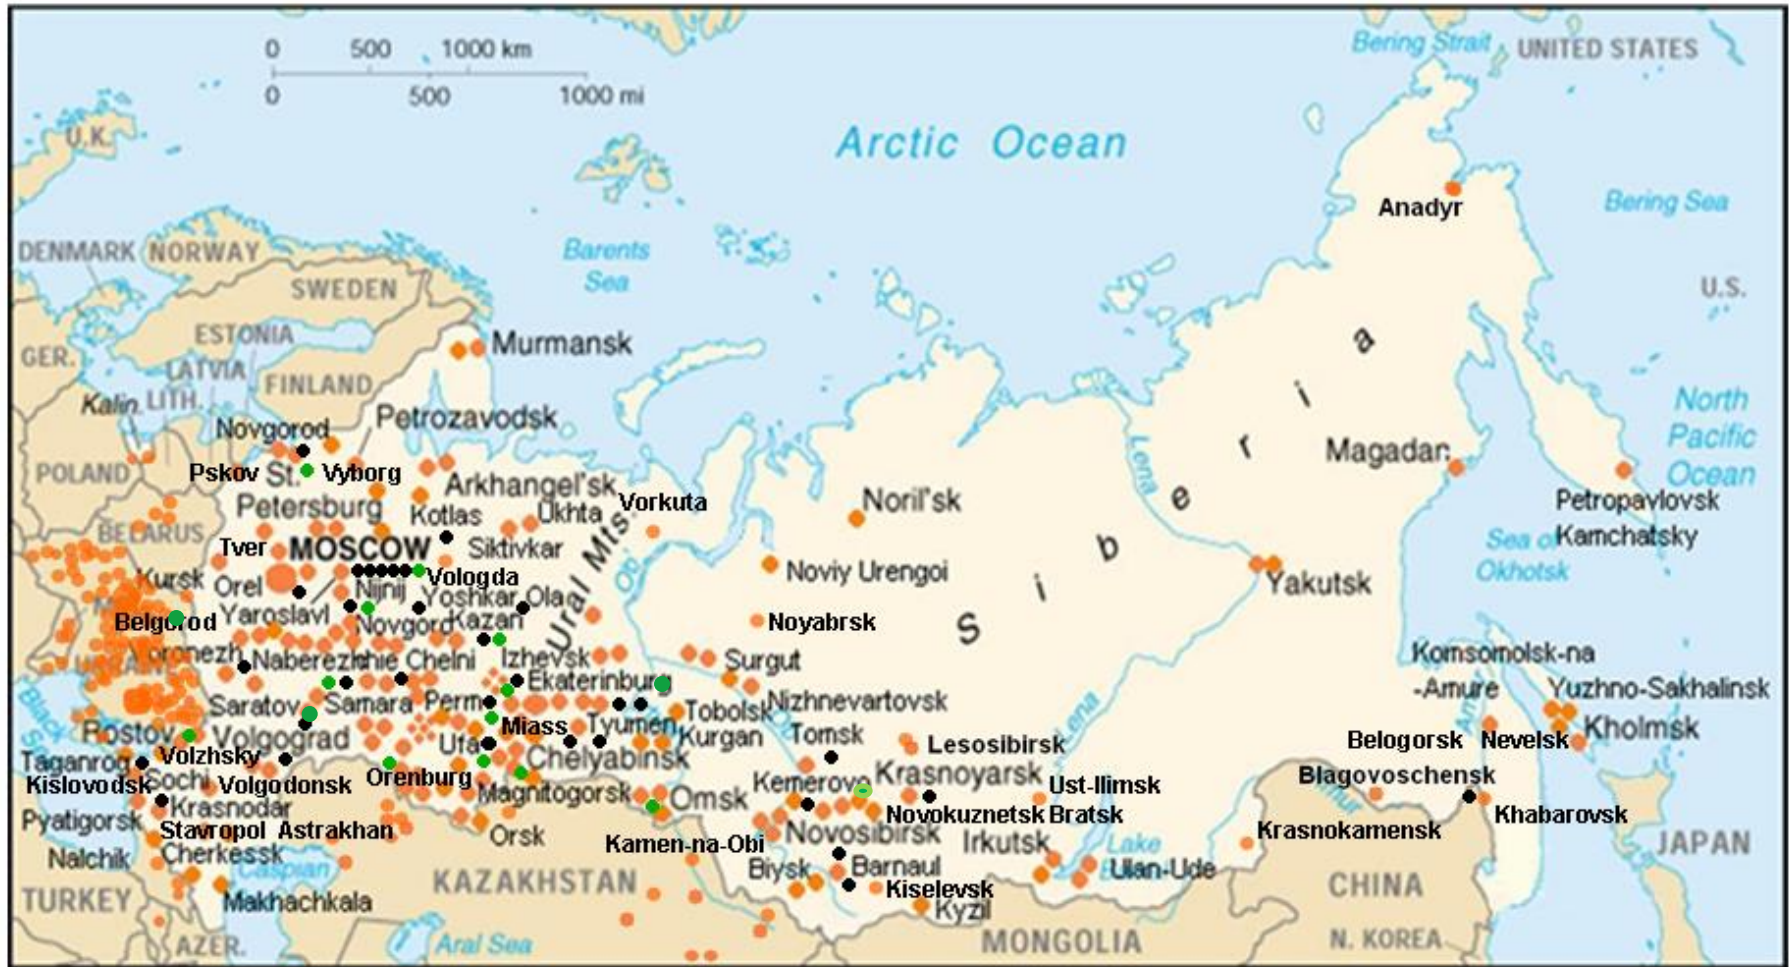 0 500 1000 km
0 500 1000 mi
Bering Strait
UNITED STATES
U.K.
Arctic Ocean
Anadyr
Bering Sea
DENMARK
NORWAY
Barents
Sea
SWEDEN
U.S.
ESTONIA
Murmansk
GER.
LATVIA
FINLAND
Kalin.
LITH.
North
Pacific
Ocean
Petrozavodsk
Novgorod
Lena
Magadan
POLAND
Pskov
St.
Petersburg
Vyborg
Arkhangel'sk
Noril'sk
Petropavlovsk
Kamchatsky
Vorkuta
Kotlas
Ukhta
BELARUS
Sea of
Okhotsk
Tver
MOSCOW
Siktivkar
Ural Mts.
Siberia
Kursk
Orel
Nijnij
Novgord
Vologda
Noviy Urengoi
Yakutsk
Yaroslavl
Yoshkar Ola
Belgorod
Kazan
Noyabrsk
Naberezhie Chelni
Izhevsk
Surgut
Komsomolsk-na
-Amure
Saratov
Samara
Perm
Ekaterinburg
Nizhnevartovsk
Yuzhno-Sakhalinsk
Black
Tobolsk
Lena
Rostov
Volgograd
Miass
Tyumen
Kholmsk
Ufa
Kurgan
Tomsk
Lesosibirsk
Belogorsk
Nevelsk
Taganrog
Volzhsky
Chelyabinsk
Kislovodsk
Sochi
Volgodonsk
Orenburg
Magnitogorsk
Omsk
Kemerovo
Krasnoyarsk
Ust-Ilimsk
Blagovoschensk
Krasnodar
Novokuznetsk
Bratsk
Amur
Khabarovsk
Pyatigorsk
Stavropol
Astrakhan
Orsk
Kamen-na-Obi
Novosibirsk
Irkutsk
Krasnokamensk
JAPAN
Nalchik
Cherkessk
Caspian
Biysk
Barnaul
Lake
Ulan-Ude
TURKEY
Makhachkala
KAZAKHSTAN
Kiselevsk
CHINA
Kyzil
AZER.
Aral Sea
MONGOLIA
N. KOREA